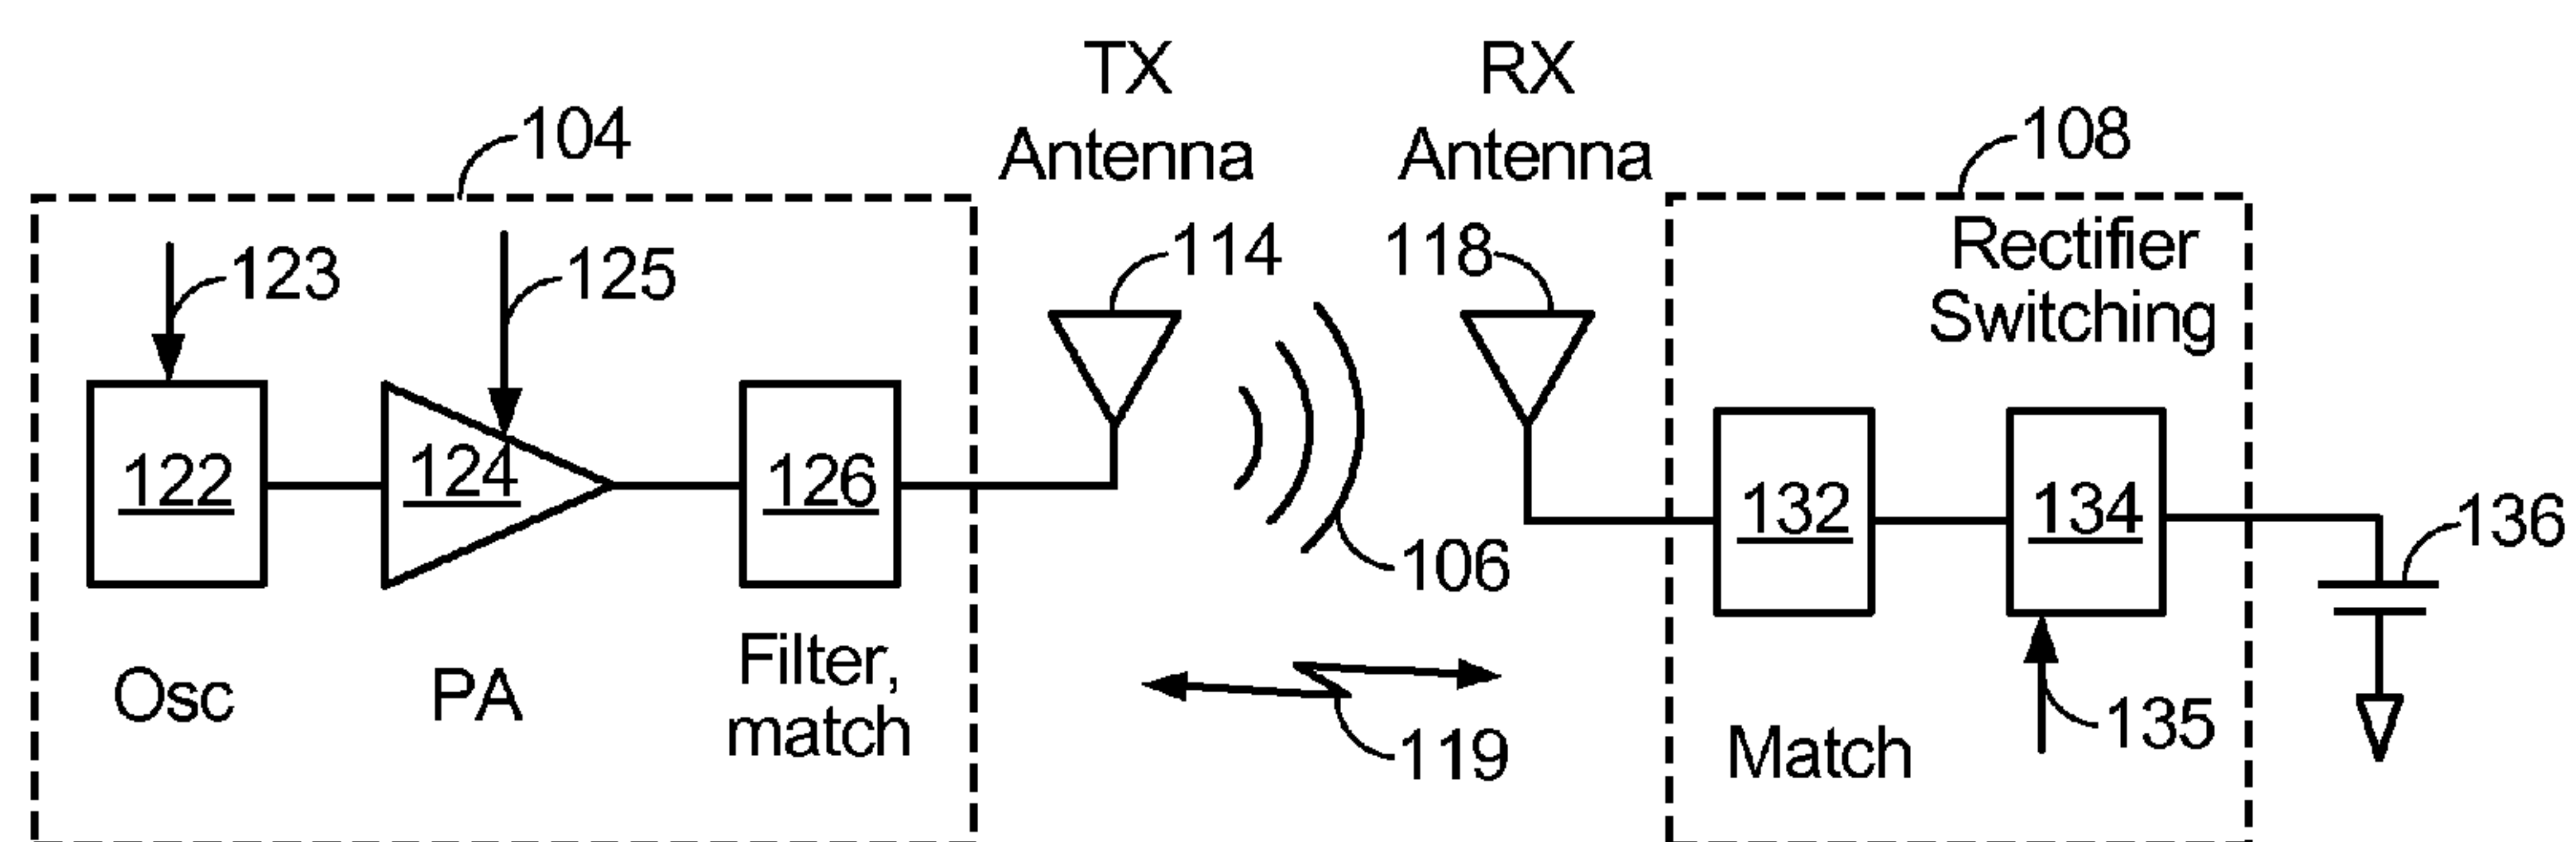 TX
Antenna
RX
Antenna
104
108
123
125
114
118
Rectifier
Switching
122
124
126
106
132
134
136
Osc
PA
Filter,
match
119
Match
135